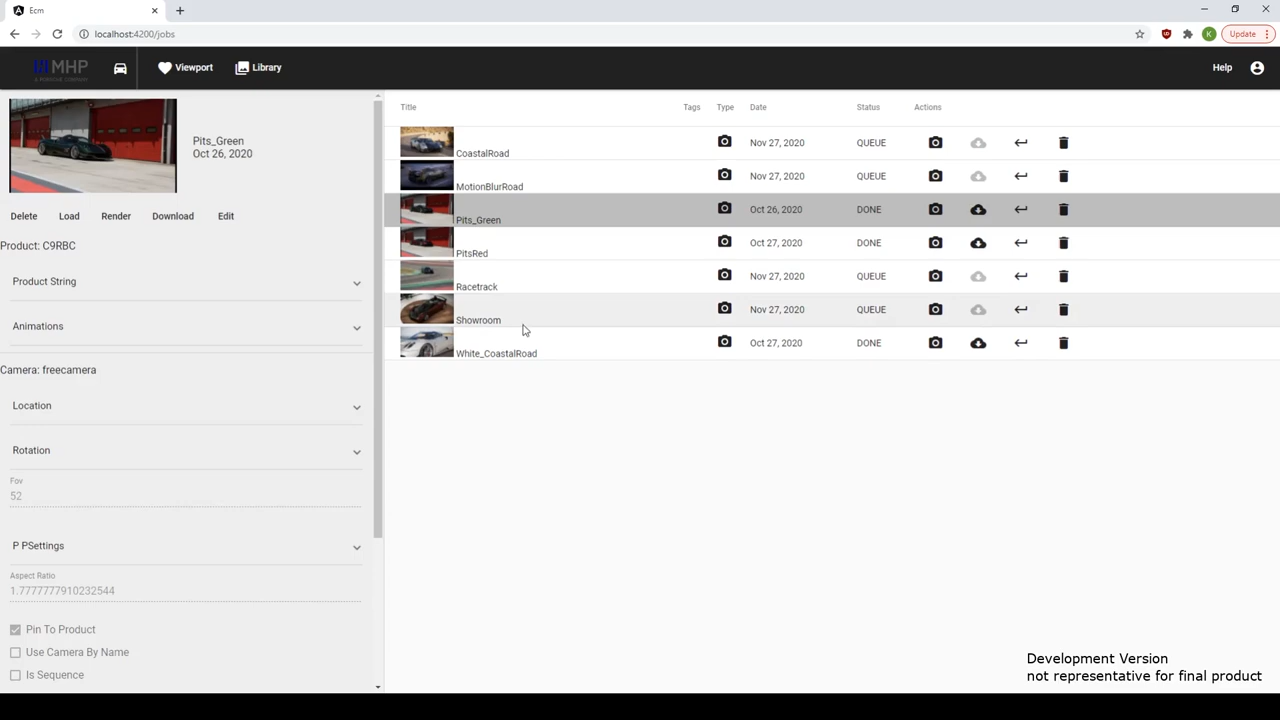 Ecm
localhost:4200/jobs
Update
MHP
A PORSCHE COMPANY
Viewport
Library
Help
Pits_Green
Oct 26, 2020
Delete Load Render Download Edit
Product: C9RBC
Product String
Animations
Camera: freecamera
Location
Rotation
Fov
52
P PSettings
Aspect Ratio
1.7777777910232544
Pin To Product
Use Camera By Name
Is Sequence
Title Tags Type Date Status Actions
CoastalRoad Nov 27, 2020 QUEUE
MotionBlurRoad Nov 27, 2020 QUEUE
Pits_Green Oct 26, 2020 DONE
PitsRed Oct 27, 2020 DONE
Racetrack Nov 27, 2020 QUEUE
Showroom Nov 27, 2020 QUEUE
White_CoastalRoad Oct 27, 2020 DONE
Development Version
not representative for final product